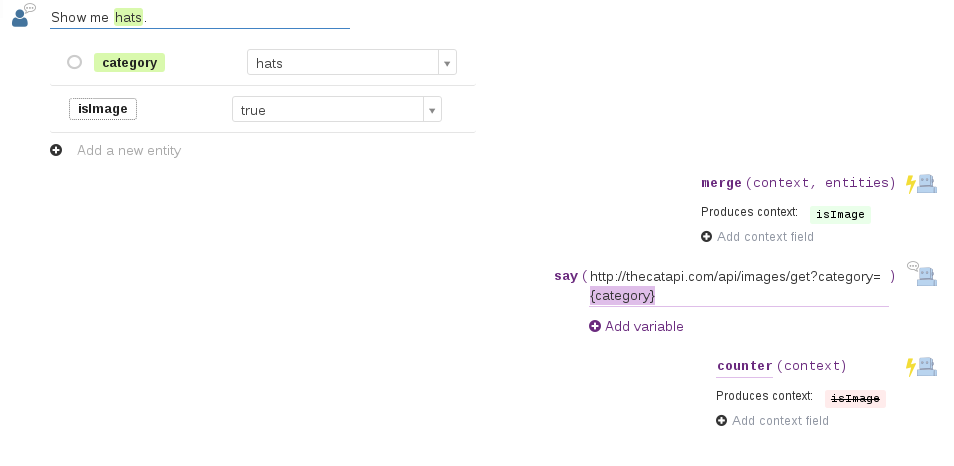 Show me hats.
category hats
isImage true
Add a new entity
merge(context, entities)
Produces context: isImage
Add context field
say(http://thecatapi.com/api/images/get?category=)
{category}
Add variable
counter(context)
Produces context: isImage
Add context field